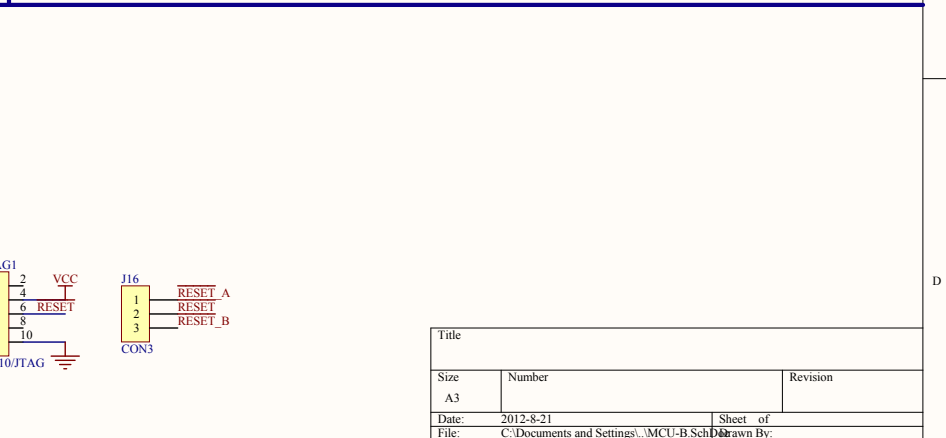 AG1
2
4
6
8
10
VCC
RESET
10/JTAG
J16
1
2
3
RESET_A
RESET
RESET_B
CON3
D
Title
Size
Number
Revision
A3
Date:
2012-8-21
Sheet of
File:
C:\Documents and Settings\..\MCU-B.SchDoc
Drawn By: